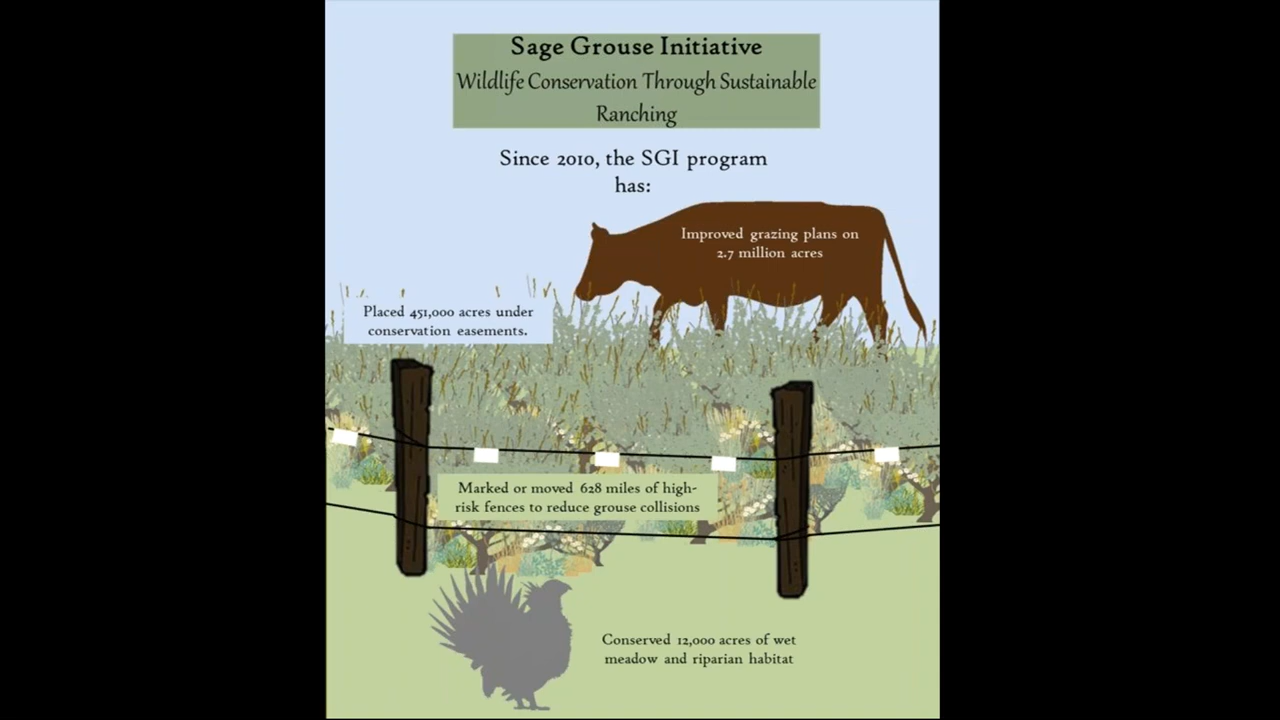 Sage Grouse Initiative
Wildlife Conservation Through Sustainable
Ranching
Since 2010, the SGI program
has:
Improved grazing plans on
2.7 million acres
Placed 451,000 acres under
conservation easements.
Marked or moved 628 miles of high-
risk fences to reduce grouse collisions
Conserved 12,000 acres of wet
meadow and riparian habitat